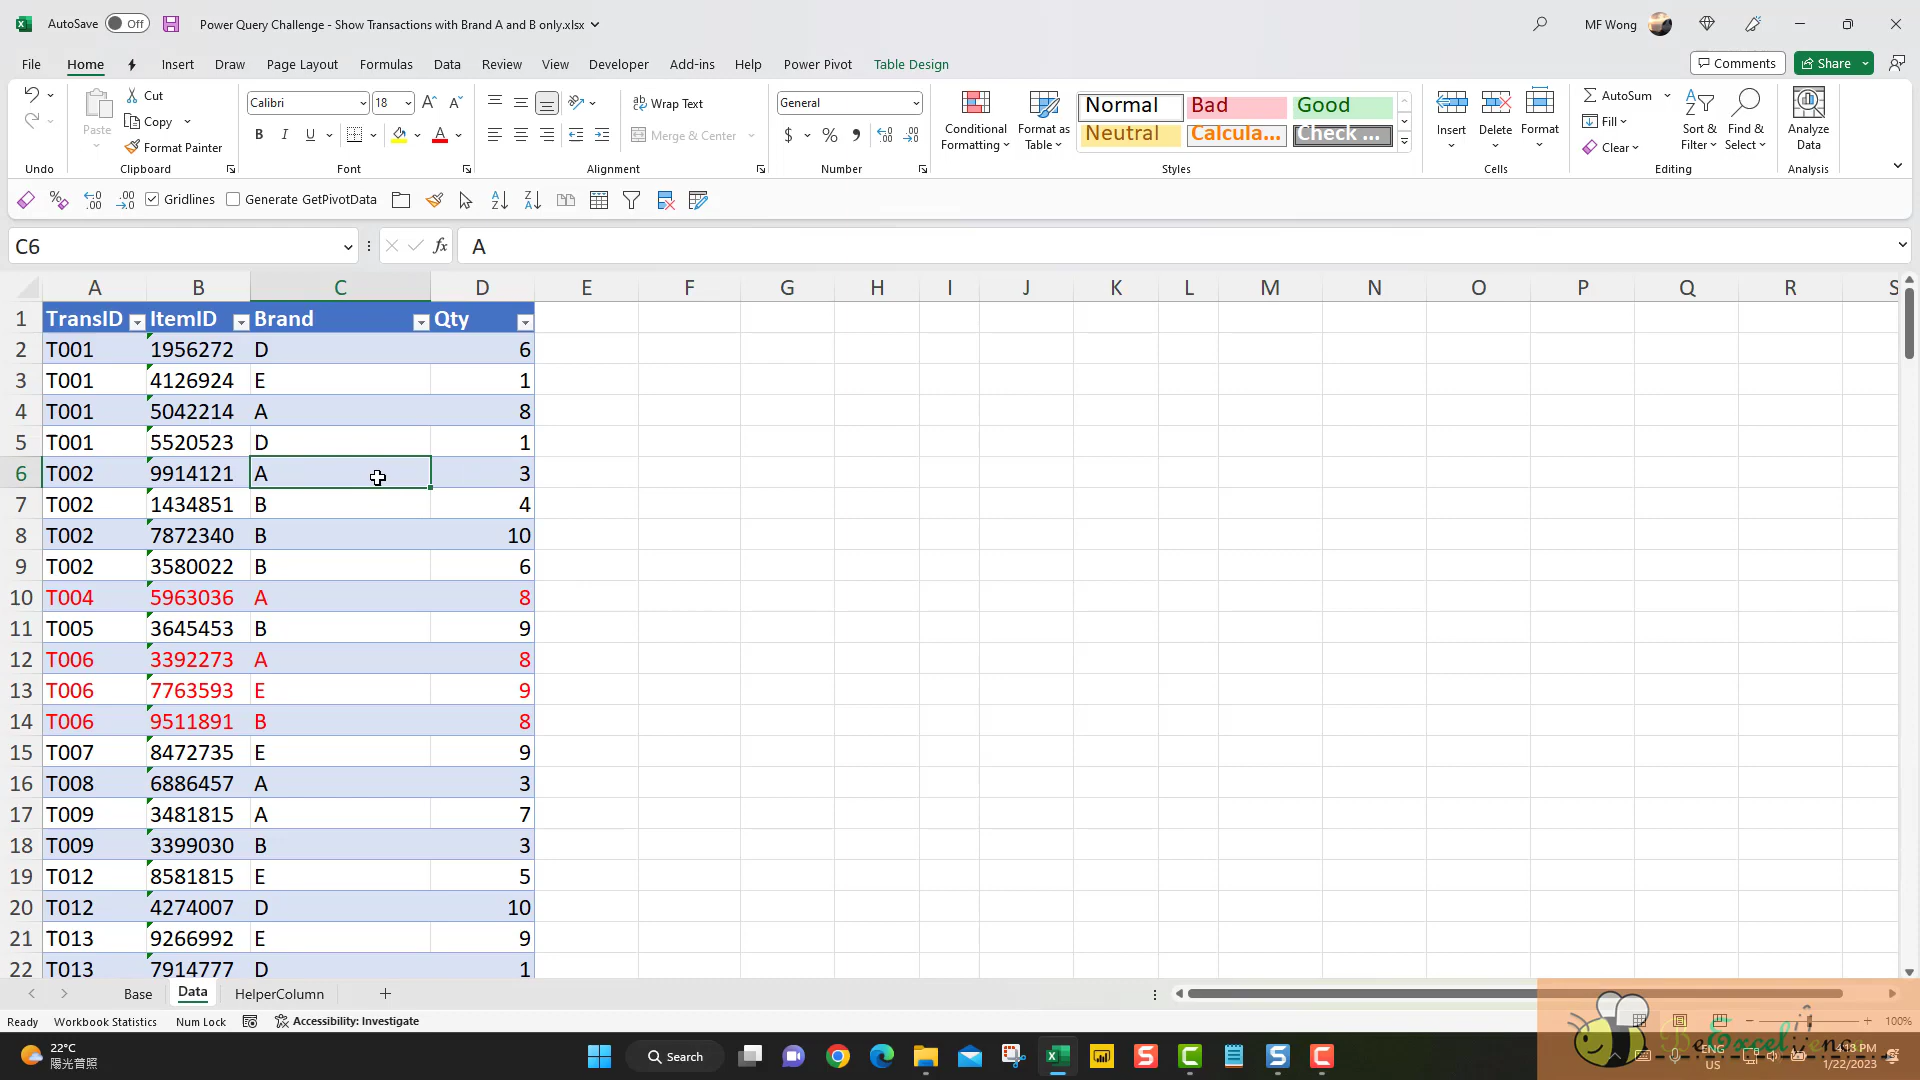 AutoSave Off Power Query Challenge - Show Transactions with Brand A and B only.xlsx MF Wong
File Home Insert Draw Page Layout Formulas Data Review View Developer Add-ins Help Power Pivot Table Design Comments Share
Cut
Copy
Format Painter
Paste
Calibri 18
B I U A
Wrap Text
Merge & Center
General
$ %
Conditional Formatting
Format as Table
Normal Bad Good
Neutral Calcula... Check ...
Insert Delete Format
AutoSum
Fill
Clear
Sort & Filter
Find & Select
Analyze Data
Undo Clipboard Font Alignment Number Styles Cells Editing Analysis
Gridlines Generate GetPivotData
C6 fx A
A B C D E F G H I J K L M N O P Q R S
1 TransID ItemID Brand Qty
2 T001 1956272 D 6
3 T001 4126924 E 1
4 T001 5042214 A 8
5 T001 5520523 D 1
6 T002 9914121 A 3
7 T002 1434851 B 4
8 T002 7872340 B 10
9 T002 3580022 B 6
10 T004 5963036 A 8
11 T005 3645453 B 9
12 T006 3392273 A 8
13 T006 7763593 E 9
14 T006 9511891 B 8
15 T007 8472735 E 9
16 T008 6886457 A 3
17 T009 3481815 A 7
18 T009 3399030 B 3
19 T012 8581815 E 5
20 T012 4274007 D 10
21 T013 9266992 E 9
22 T013 7914777 D 1
Base Data HelperColumn
Ready Workbook Statistics Num Lock Accessibility: Investigate 100%
22°C
陽光普照
Search
ENG
US
4:13 PM
1/22/2023